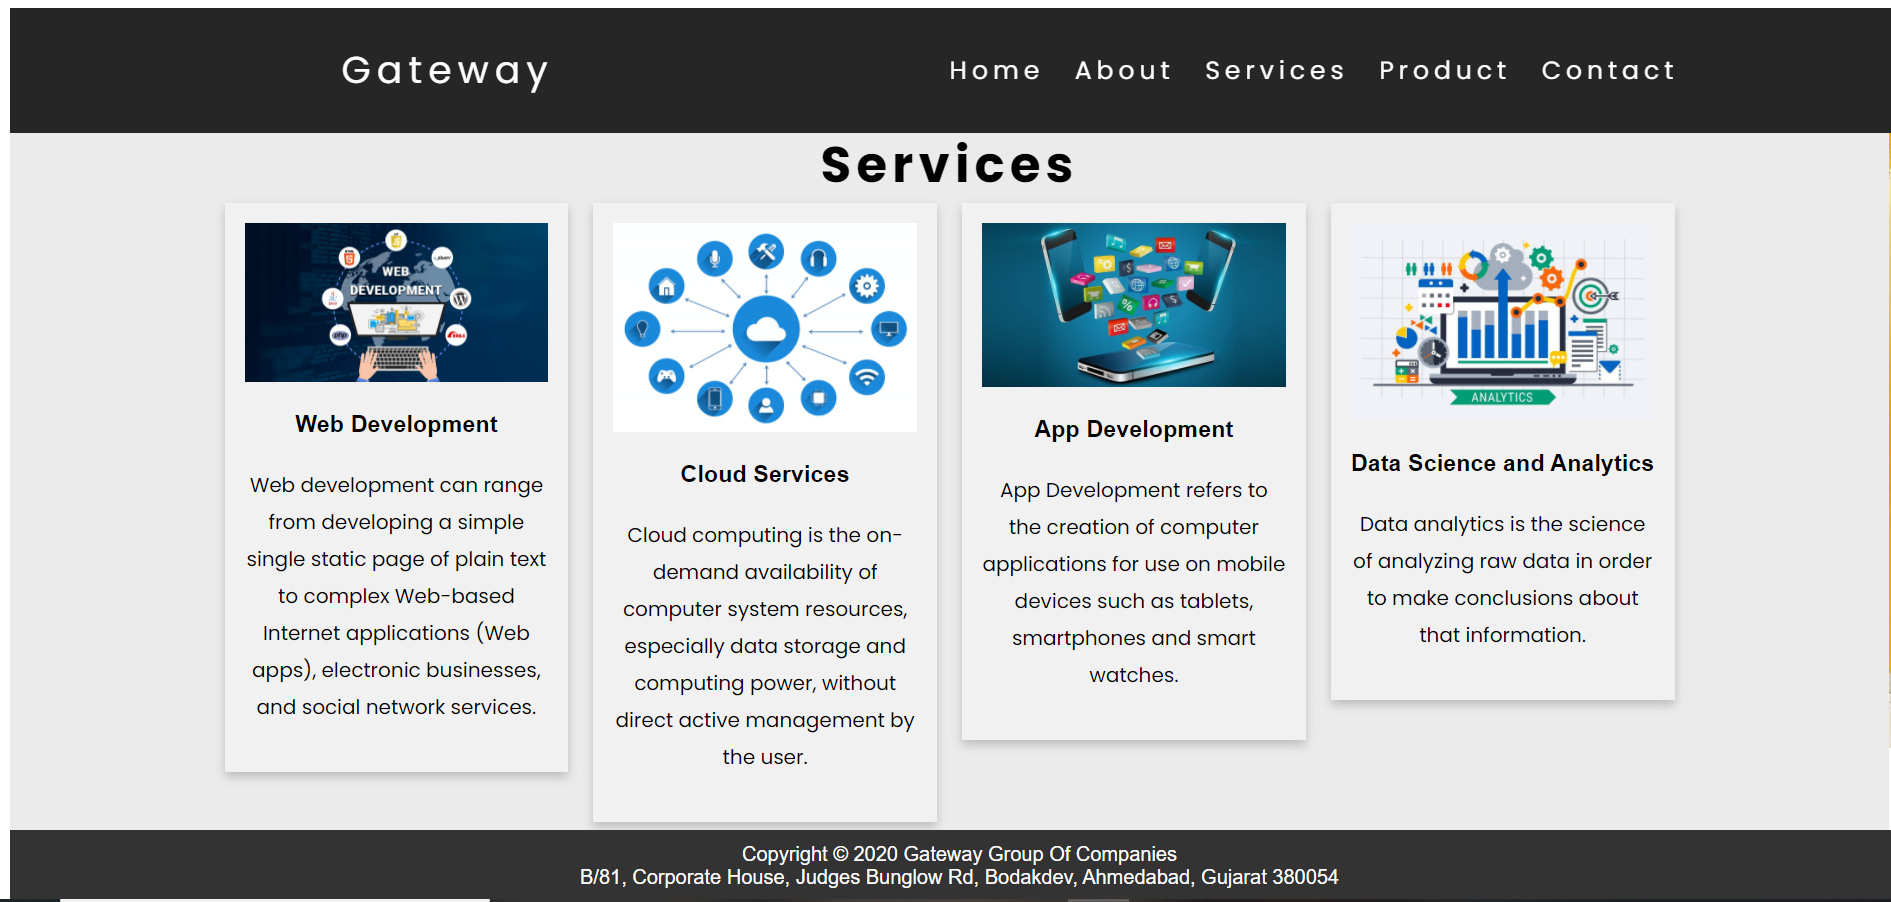 Gateway
Home About Services Product Contact
Services
WEB
DEVELOPMENT
php
Web Development
Web development can range
from developing a simple
single static page of plain text
to complex Web-based
Internet applications (Web
apps), electronic businesses,
and social network services.
Cloud Services
Cloud computing is the on-
demand availability of
computer system resources,
especially data storage and
computing power, without
direct active management by
the user.
App Development
App Development refers to
the creation of computer
applications for use on mobile
devices such as tablets,
smartphones and smart
watches.
ANALYTICS
Data Science and Analytics
Data analytics is the science
of analyzing raw data in order
to make conclusions about
that information.
Copyright © 2020 Gateway Group Of Companies
B/81, Corporate House, Judges Bunglow Rd, Bodakdev, Ahmedabad, Gujarat 380054